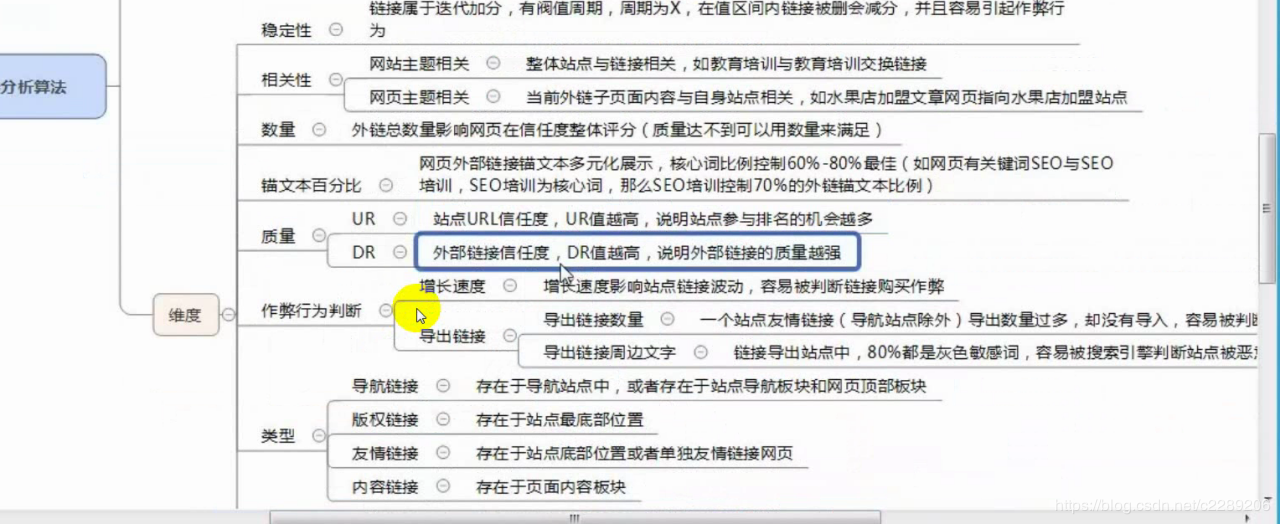 链接属于迭代加分，有阀值周期，周期为X，在值区间内链接被删会减分，并且容易引起作弊行
稳定性
为
分析算法
相关性
网站主题相关
整体站点与链接相关，如教育培训与教育培训交换链接
网页主题相关
当前外链子页面内容与自身站点相关，如水果店加盟文章网页指向水果店加盟站点
数量
外链总数量影响网页在信任度整体评分（质量达不到可以用数量来满足）
锚文本百分比
网页外部链接锚文本多元化展示，核心词比例控制60%-80%最佳（如网页有关键词SEO与SEO
培训，SEO培训为核心词，那么SEO培训控制70%的外链锚文本比例）
质量
UR
站点URL信任度，UR值越高，说明站点参与排名的机会越多
DR
外部链接信任度，DR值越高，说明外部链接的质量越强
维度
作弊行为判断
增长速度
增长速度影响站点链接波动，容易被判断链接购买作弊
导出链接
导出链接数量
一个站点友情链接（导航站点除外）导出数量过多，却没有导入，容易被判
导出链接周边文字
链接导出站点中，80%都是灰色敏感词，容易被搜索引擎判断站点被恶
类型
导航链接
存在于导航站点中，或者存在于站点导航板块和网页顶部板块
版权链接
存在于站点最底部位置
友情链接
存在于站点底部位置或者单独友情链接网页
内容链接
存在于页面内容板块
https://blog.csdn.net/c2289206